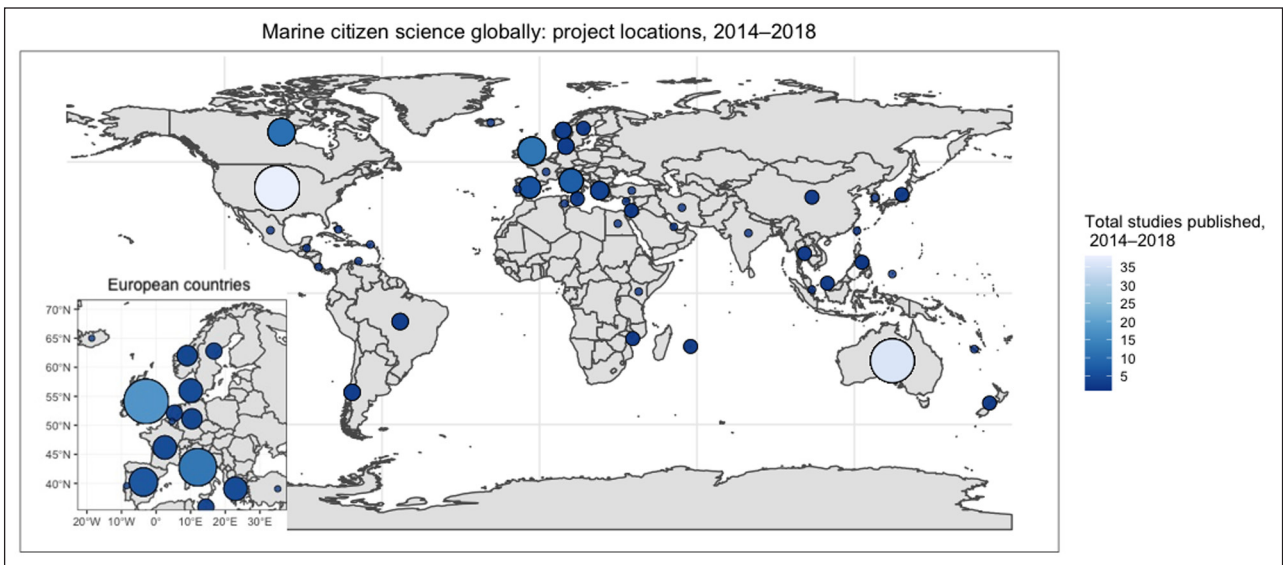 Marine citizen science globally: project locations, 2014–2018
Total studies published,
2014–2018
35
30
25
20
15
10
5
European countries
70°N
65°N
60°N
55°N
50°N
45°N
40°N
20°W 10°W 0° 10°E 20°E 30°E